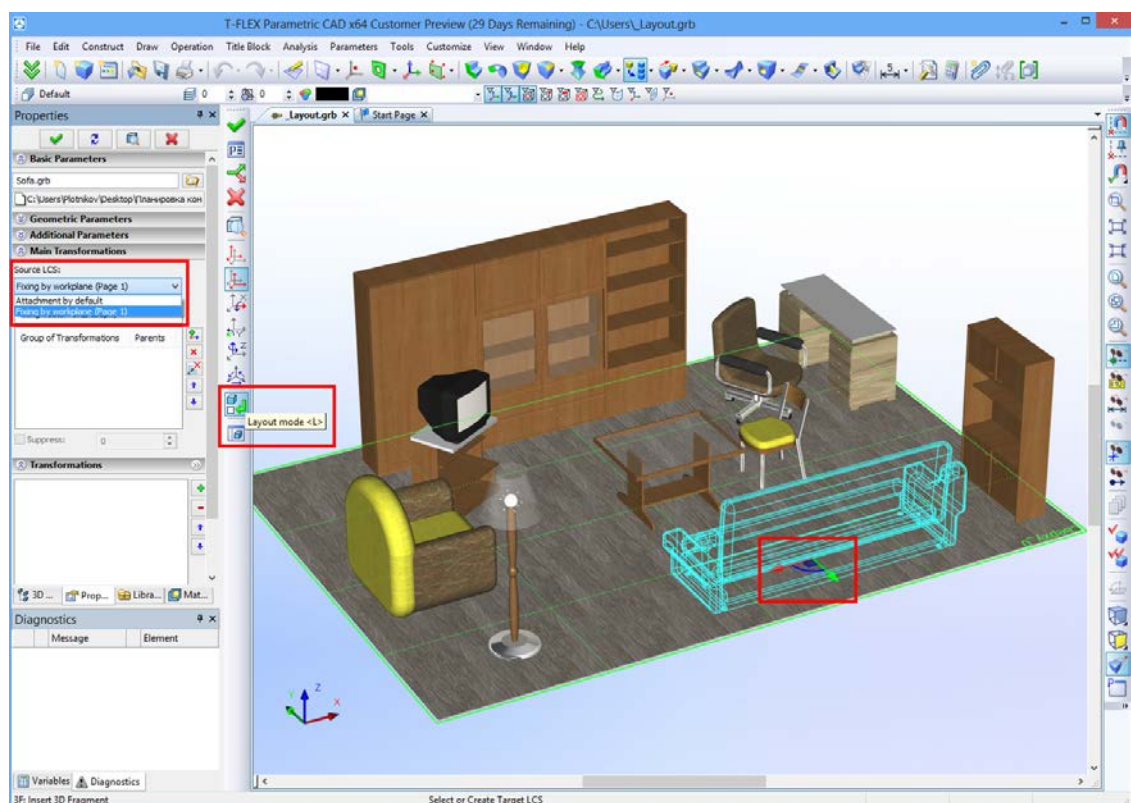 T-FLEX Parametric CAD x64 Customer Preview (29 Days Remaining) - C:\Users\_Layout.grb
File Edit Construct Draw Operation Title Block Analysis Parameters Tools Customize View Window Help
Default 0 0
Properties
_Layout.grb Start Page
Basic Parameters
Sofa.grb
C:\Users\Plotnikov\Desktop\Планировка кон
Geometric Parameters
Additional Parameters
Main Transformations
Source LCS:
Fixing by workplane (Page 1)
Attachment by default
Fixing by workplane (Page 1)
Group of Transformations Parents
Layout mode <L>
Suppress: 0
Transformations
3D ... Prop... Libra... Mat...
Diagnostics
Message Element
Z
Y
X
Variables Diagnostics
3F: Insert 3D Fragment Select or Create Target LCS